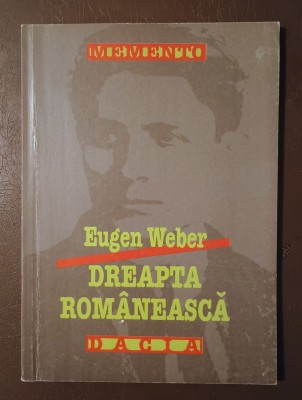 MEMENTO
Eugen Weber
DREAPTA
ROMÂNEASCĂ
DACIA